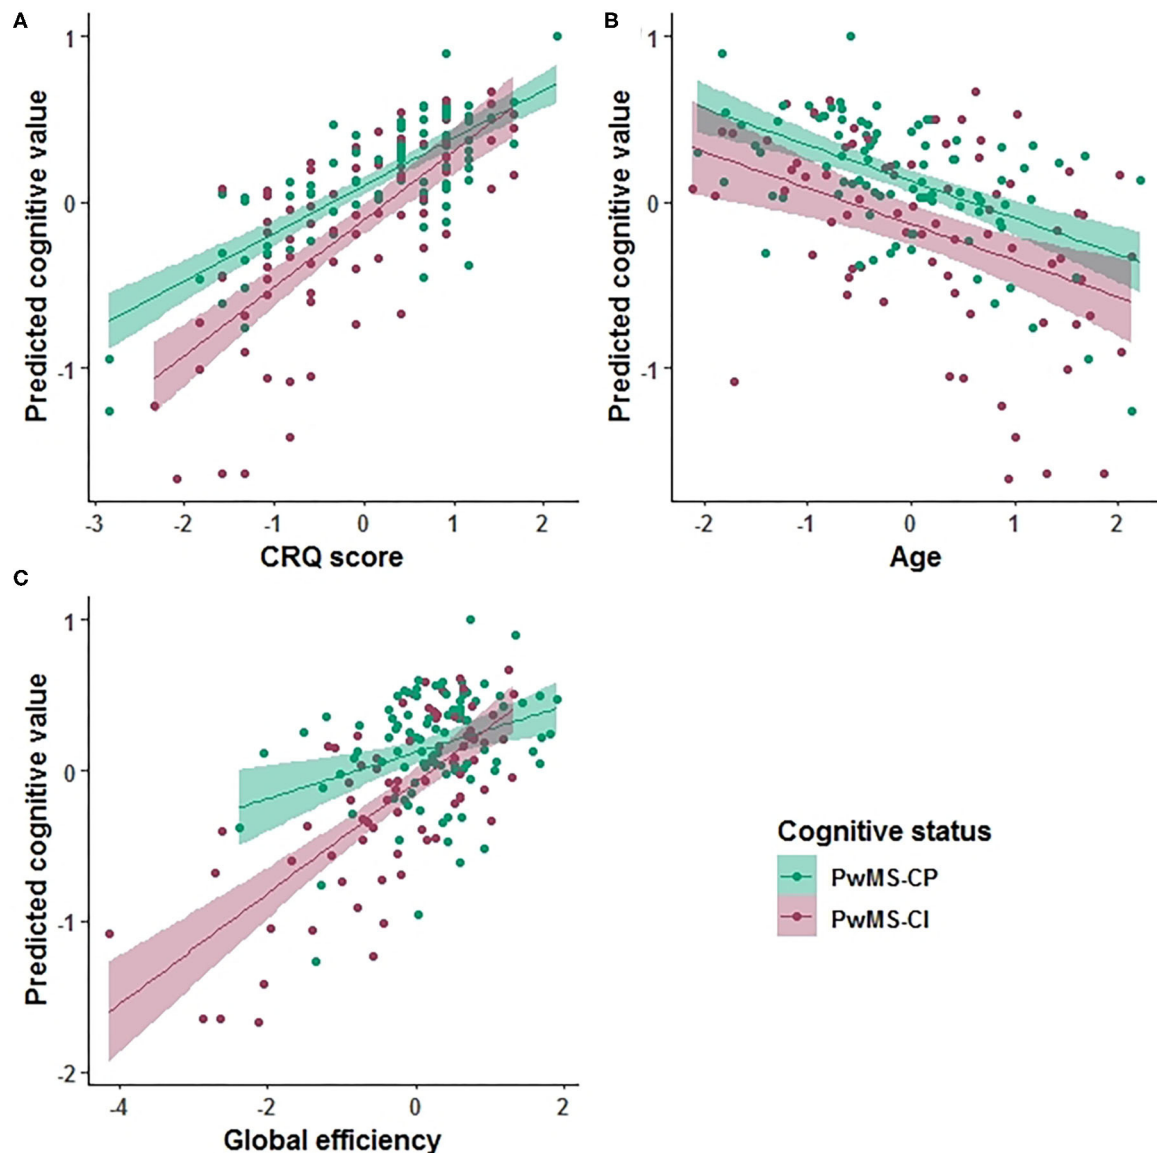 A
B
1
0
-1
Predicted cognitive value
-3
-2
-1
0
1
2
CRQ score
1
0
-1
Predicted cognitive value
-2
-1
0
1
2
Age
C
1
0
-1
-2
Predicted cognitive value
-4
-2
0
2
Global efficiency
Cognitive status
PwMS-CP
PwMS-CI